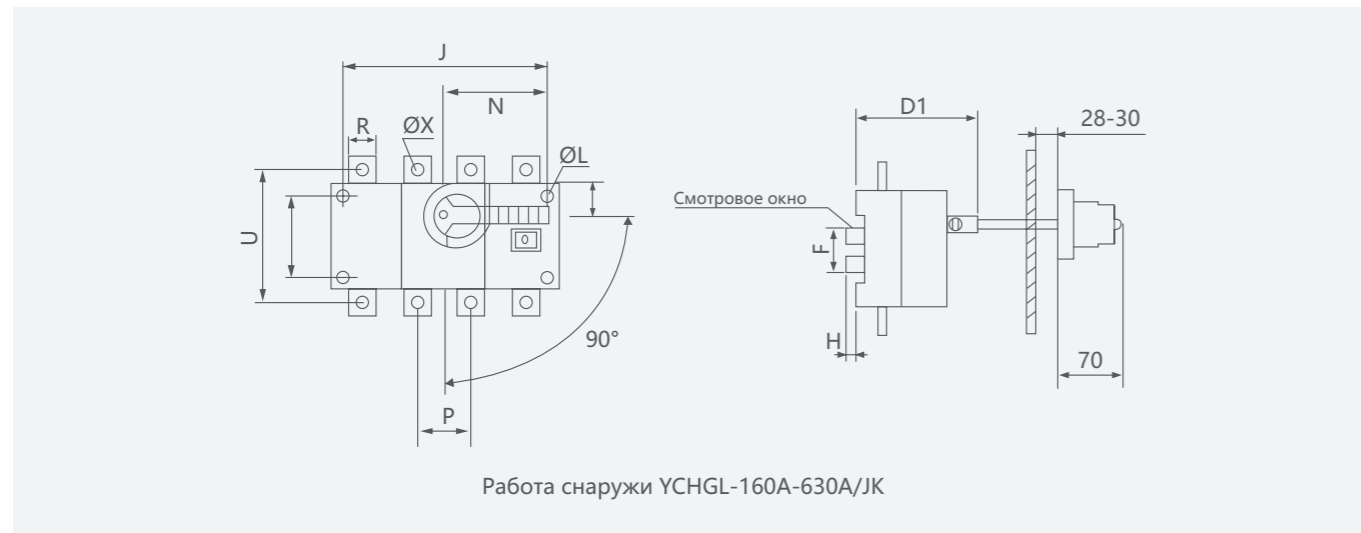 J
N
R
ØX
ØL
U
0
90°
P
D1
28-30
Смотровое окно
F
H
70
Работа снаружи YCHGL-160A-630A/JK